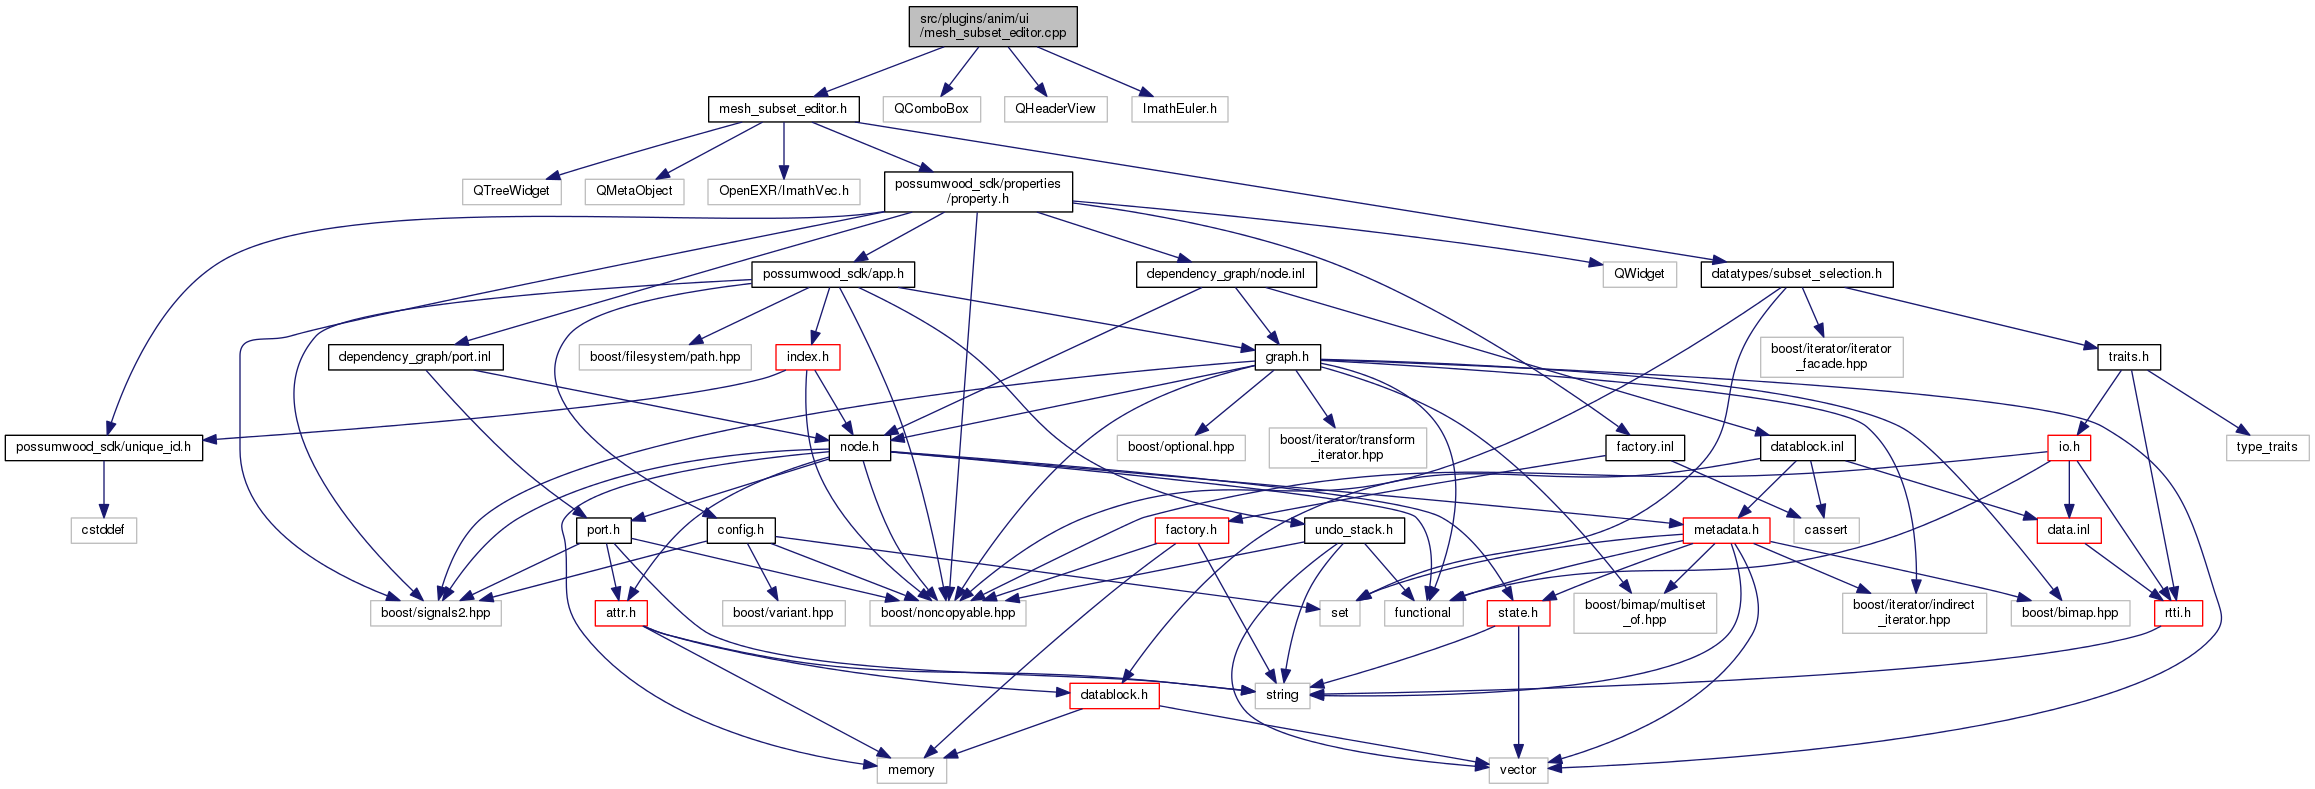 src/plugins/anim/ui
/mesh_subset_editor.cpp
mesh_subset_editor.h
QComboBox
QHeaderView
ImathEuler.h
QTreeWidget
QMetaObject
OpenEXR/ImathVec.h
possumwood_sdk/properties
/property.h
possumwood_sdk/app.h
dependency_graph/node.inl
QWidget
datatypes/subset_selection.h
dependency_graph/port.inl
boost/filesystem/path.hpp
index.h
graph.h
boost/iterator/iterator
_facade.hpp
traits.h
possumwood_sdk/unique_id.h
node.h
boost/optional.hpp
boost/iterator/transform
_iterator.hpp
factory.inl
datablock.inl
io.h
type_traits
cstddef
port.h
config.h
factory.h
undo_stack.h
metadata.h
cassert
data.inl
boost/signals2.hpp
attr.h
boost/variant.hpp
boost/noncopyable.hpp
set
functional
state.h
boost/bimap/multiset
_of.hpp
boost/iterator/indirect
_iterator.hpp
boost/bimap.hpp
rtti.h
datablock.h
string
memory
vector